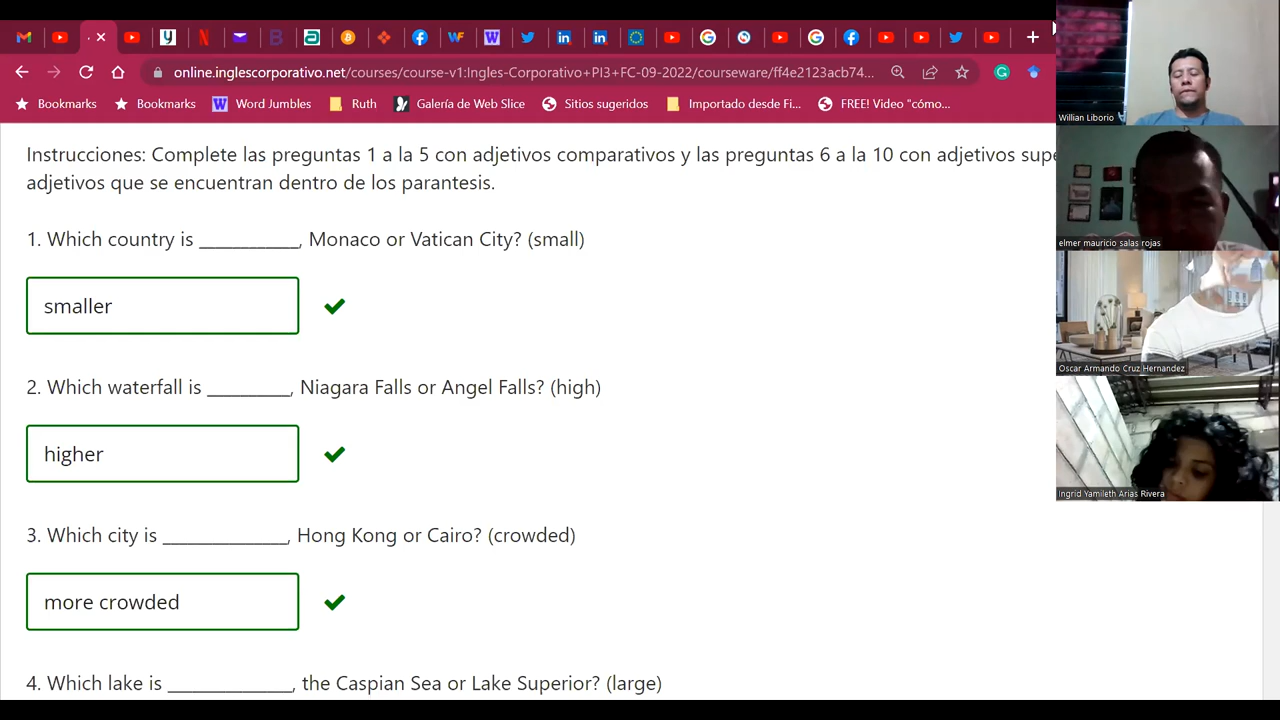 online.inglescorporativo.net/courses/course-v1:Ingles-Corporativo+PI3+FC-09-2022/courseware/ff4e2123acb74...
Bookmarks
Bookmarks
Word Jumbles
Ruth
Galería de Web Slice
Sitios sugeridos
Importado desde Fi...
FREE! Video "cómo...
Instrucciones: Complete las preguntas 1 a la 5 con adjetivos comparativos y las preguntas 6 a la 10 con adjetivos supe
adjetivos que se encuentran dentro de los parantesis.
1. Which country is ___________, Monaco or Vatican City? (small)
smaller
2. Which waterfall is _________, Niagara Falls or Angel Falls? (high)
higher
3. Which city is ______________, Hong Kong or Cairo? (crowded)
more crowded
4. Which lake is ______________, the Caspian Sea or Lake Superior? (large)
Willian Liborio
elmer mauricio salas rojas
Oscar Armando Cruz Hernandez
Ingrid Yamileth Arias Rivera